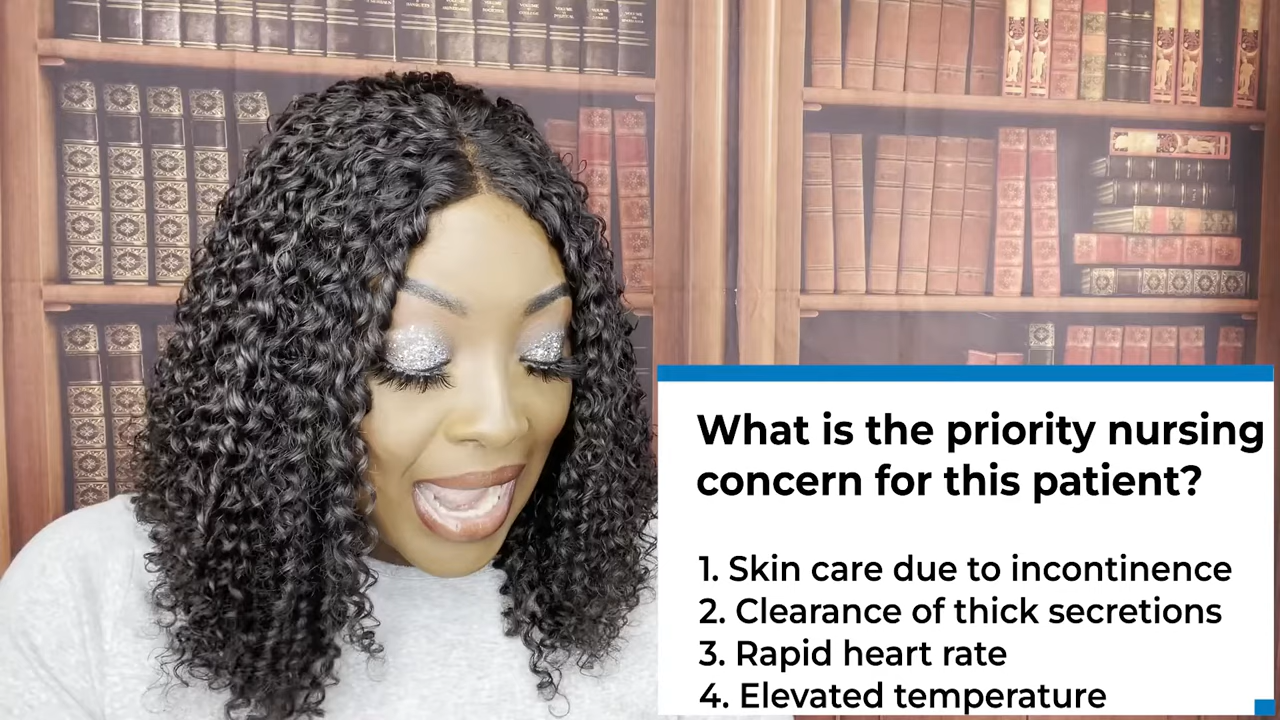 What is the priority nursing
concern for this patient?
1. Skin care due to incontinence
2. Clearance of thick secretions
3. Rapid heart rate
4. Elevated temperature